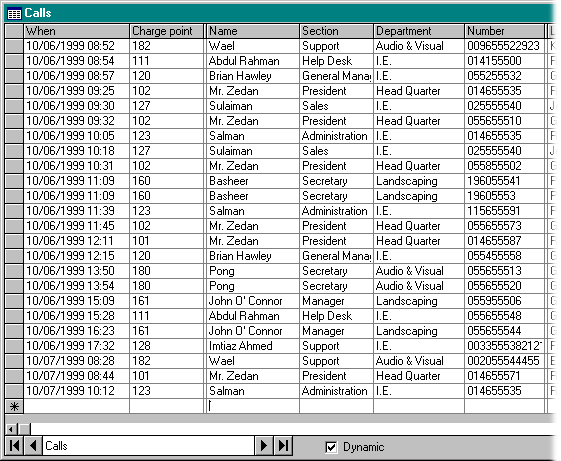 Calls
When Charge point Name Section Department Number
10/06/1999 08:52 182 Wael Support Audio & Visual 009655522923
10/06/1999 08:54 111 Abdul Rahman Help Desk I.E. 014155500
10/06/1999 08:57 120 Brian Hawley General Manag I.E. 055255532
10/06/1999 09:25 102 Mr. Zedan President Head Quarter 014655535
10/06/1999 09:30 127 Sulaiman Sales I.E. 025555540
10/06/1999 09:32 102 Mr. Zedan President Head Quarter 055655510
10/06/1999 10:05 123 Salman Administration I.E. 014655535
10/06/1999 10:18 127 Sulaiman Sales I.E. 025555540
10/06/1999 10:31 102 Mr. Zedan President Head Quarter 055855502
10/06/1999 11:09 160 Basheer Secretary Landscaping 196055541
10/06/1999 11:09 160 Basheer Secretary Landscaping 19605553
10/06/1999 11:39 123 Salman Administration I.E. 115655591
10/06/1999 11:45 102 Mr. Zedan President Head Quarter 055655573
10/06/1999 12:11 101 Mr. Zedan President Head Quarter 014655587
10/06/1999 12:15 120 Brian Hawley General Manag I.E. 055455558
10/06/1999 13:50 180 Pong Secretary Audio & Visual 055655513
10/06/1999 13:54 180 Pong Secretary Audio & Visual 055655520
10/06/1999 15:09 161 John O' Connor Manager Landscaping 055955506
10/06/1999 15:28 111 Abdul Rahman Help Desk I.E. 055655548
10/06/1999 16:23 161 John O' Connor Manager Landscaping 055655544
10/06/1999 17:32 128 Imtiaz Ahmed Support I.E. 003355538212
10/07/1999 08:28 182 Wael Support Audio & Visual 002055544455
10/07/1999 08:44 101 Mr. Zedan President Head Quarter 014655571
10/07/1999 10:12 123 Salman Administration I.E. 014655535
Calls Dynamic